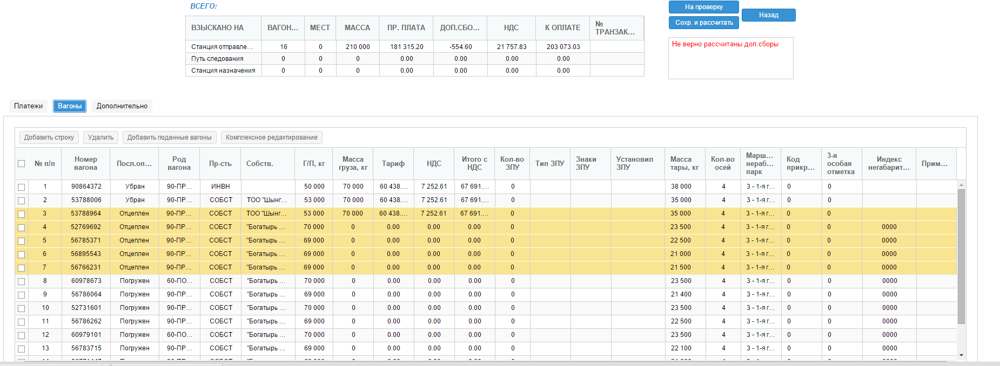 ВСЕГО:
На проверку
Назад
Сохр. и рассчитать
ВЗЫСКАНО НА ВАГОН... МЕСТ МАССА ПР. ПЛАТА ДОП.СБО... НДС К ОПЛАТЕ № ТРАНЗАК...
Станция отправле... 16 0 210 000 181 315.20 -554.60 21 757.83 203 073.03
Путь следования 0 0 0 0.00 0.00 0.00 0.00
Станция назначения 0 0 0 0.00 0.00 0.00 0.00
Не верно рассчитаны доп.сборы
Платежи Вагоны Дополнительно
Добавить строку Удалить Добавить поданные вагоны Комплексное редактирование
№ п/п Номер вагона Посл.оп... Род вагона Пр-сть Собств. Г/П, кг Масса груза, кг Тариф НДС Итого с НДС Кол-во ЗПУ Тип ЗПУ Знаки ЗПУ Установил ЗПУ Масса тары, кг Кол-во осей Марш... нераб... парк Код прикр... 3-я особая отметка Индекс негабарит... Прим...
1 90864372 Убран 90-ПР... ИНВН 50 000 70 000 60 438.... 7 252.61 67 691.... 0 38 000 4 3 - 1-я г... 0 0
2 53788006 Убран 90-ПР... СОБСТ ТОО "Шынг... 53 000 70 000 60 438.... 7 252.61 67 691.... 0 35 000 4 3 - 1-я г... 0 0
3 53788964 Отцеплен 90-ПР... СОБСТ ТОО "Шынг... 53 000 70 000 60 438.... 7 252.61 67 691.... 0 35 000 4 3 - 1-я г... 0 0
4 52769692 Отцеплен 90-ПР... СОБСТ "Богатырь ... 70 000 0 0.00 0.00 0.00 0 23 500 4 3 - 1-я г... 0 0 0000
5 56785371 Отцеплен 90-ПР... СОБСТ "Богатырь ... 69 000 0 0.00 0.00 0.00 0 22 500 4 3 - 1-я г... 0 0 0000
6 56895543 Отцеплен 90-ПР... СОБСТ "Богатырь ... 69 000 0 0.00 0.00 0.00 0 21 000 4 3 - 1-я г... 0 0 0000
7 56766231 Отцеплен 90-ПР... СОБСТ "Богатырь ... 69 000 0 0.00 0.00 0.00 0 21 500 4 3 - 1-я г... 0 0 0000
8 60978673 Погружен 60-ПО... СОБСТ "Богатырь ... 70 000 0 0.00 0.00 0.00 0 23 500 4 3 - 1-я г... 0 0 0000
9 56786064 Погружен 90-ПР... СОБСТ "Богатырь ... 69 000 0 0.00 0.00 0.00 0 21 400 4 3 - 1-я г... 0 0 0000
10 52731601 Погружен 90-ПР... СОБСТ "Богатырь ... 70 000 0 0.00 0.00 0.00 0 23 500 4 3 - 1-я г... 0 0 0000
11 56786262 Погружен 90-ПР... СОБСТ "Богатырь ... 69 000 0 0.00 0.00 0.00 0 22 500 4 3 - 1-я г... 0 0 0000
12 60979101 Погружен 60-ПО... СОБСТ "Богатырь ... 70 000 0 0.00 0.00 0.00 0 23 500 4 3 - 1-я г... 0 0 0000
13 56783715 Погружен 90-ПР... СОБСТ "Богатырь ... 69 000 0 0.00 0.00 0.00 0 22 100 4 3 - 1-я г... 0 0 0000